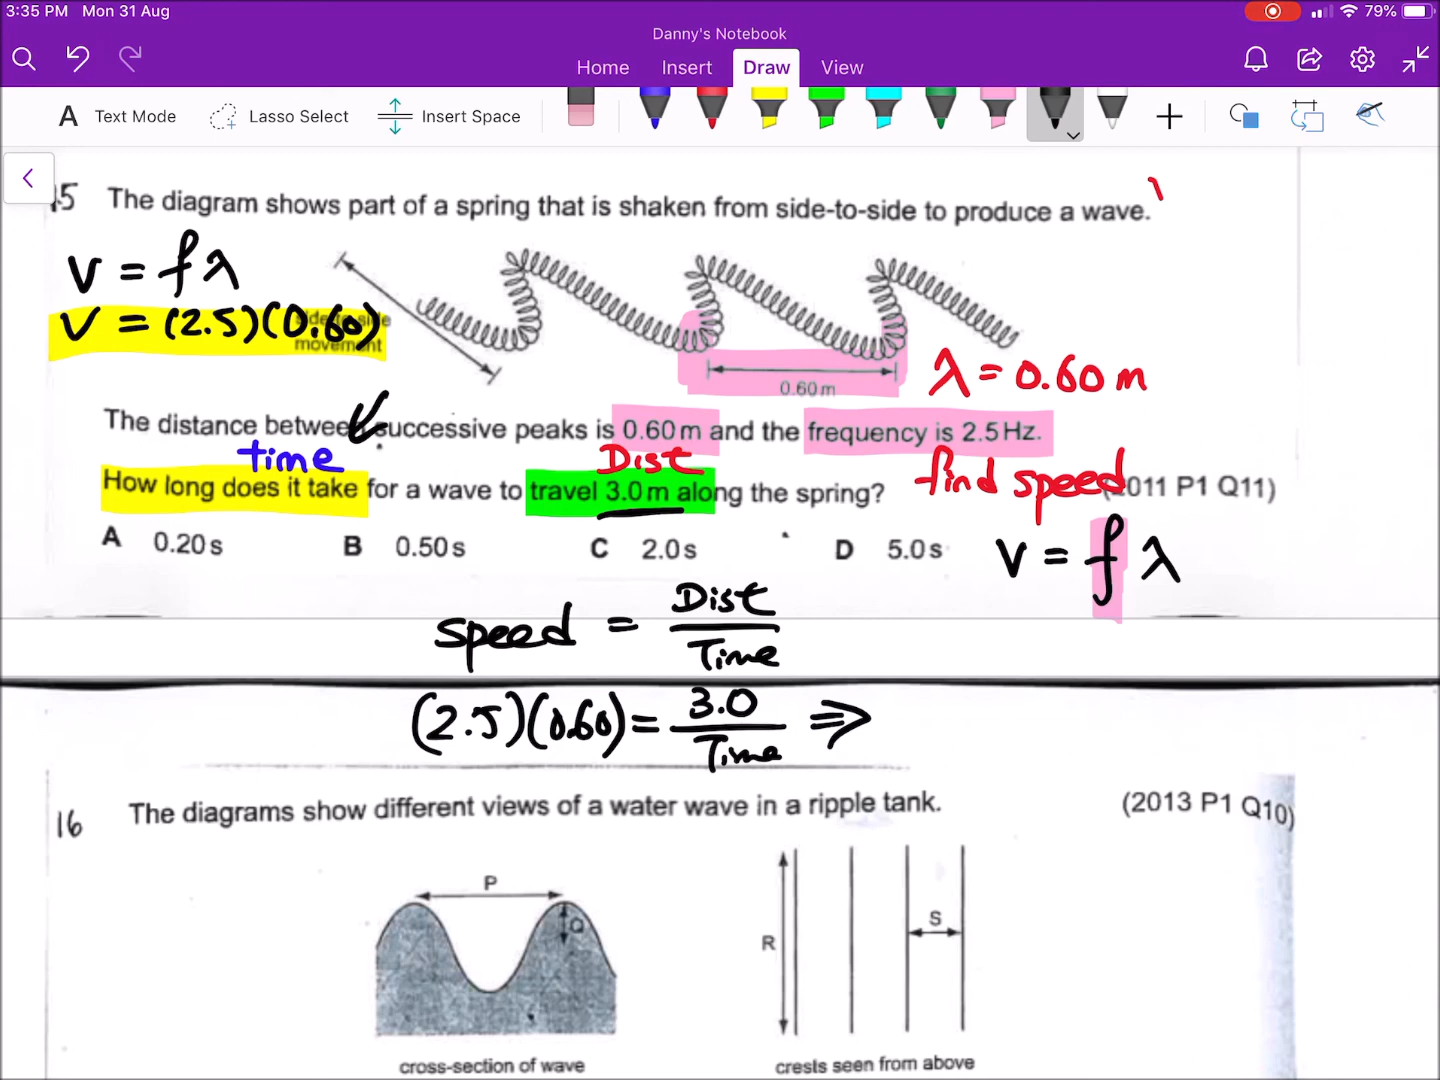 3:35 PM Mon 31 Aug
79%
Danny's Notebook
Home Insert Draw View
A Text Mode Lasso Select Insert Space
15 The diagram shows part of a spring that is shaken from side-to-side to produce a wave.
v = fλ
v = (2.5)(0.60)
side-to-side
movement
0.60 m
λ = 0.60 m
The distance between successive peaks is 0.60 m and the frequency is 2.5 Hz.
time
Dist
find speed
How long does it take for a wave to travel 3.0 m along the spring? (2011 P1 Q11)
A 0.20 s B 0.50 s C 2.0 s D 5.0 s
v = fλ
speed = Dist
Time
(2.5)(0.60) = 3.0 ⇒
Time
16 The diagrams show different views of a water wave in a ripple tank. (2013 P1 Q10)
P
Q
R
S
cross-section of wave
crests seen from above